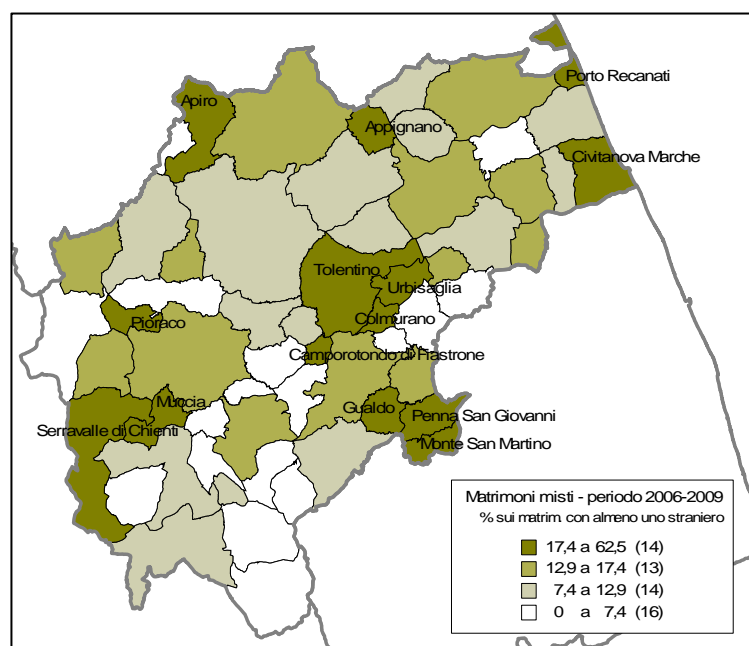 Porto Recanati
Apiro
Appignano
Civitanova Marche
Tolentino
Urbisaglia
Colmurano
Pioraco
Camporotondo di Fiastrone
Muccia
Gualdo
Penna San Giovanni
Serravalle di Chienti
Monte San Martino
Matrimoni misti - periodo 2006-2009
% sui matrim. con almeno uno straniero
17,4 a 62,5 (14)
12,9 a 17,4 (13)
7,4 a 12,9 (14)
0 a 7,4 (16)